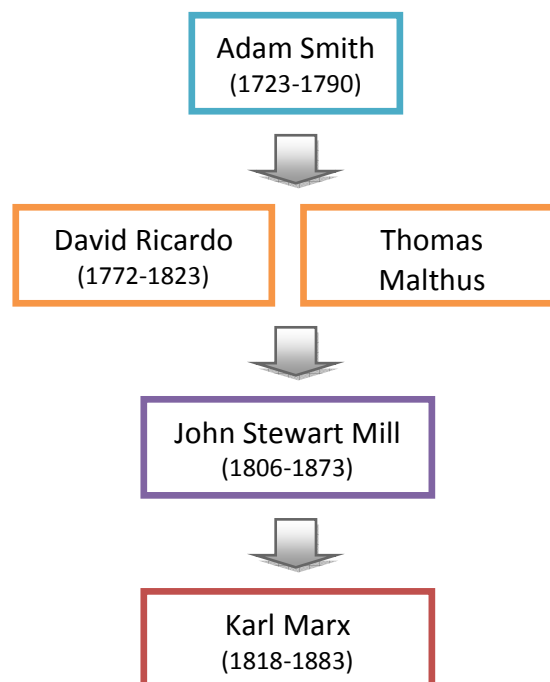 Adam Smith
(1723-1790)
David Ricardo
(1772-1823)
Thomas
Malthus
John Stewart Mill
(1806-1873)
Karl Marx
(1818-1883)